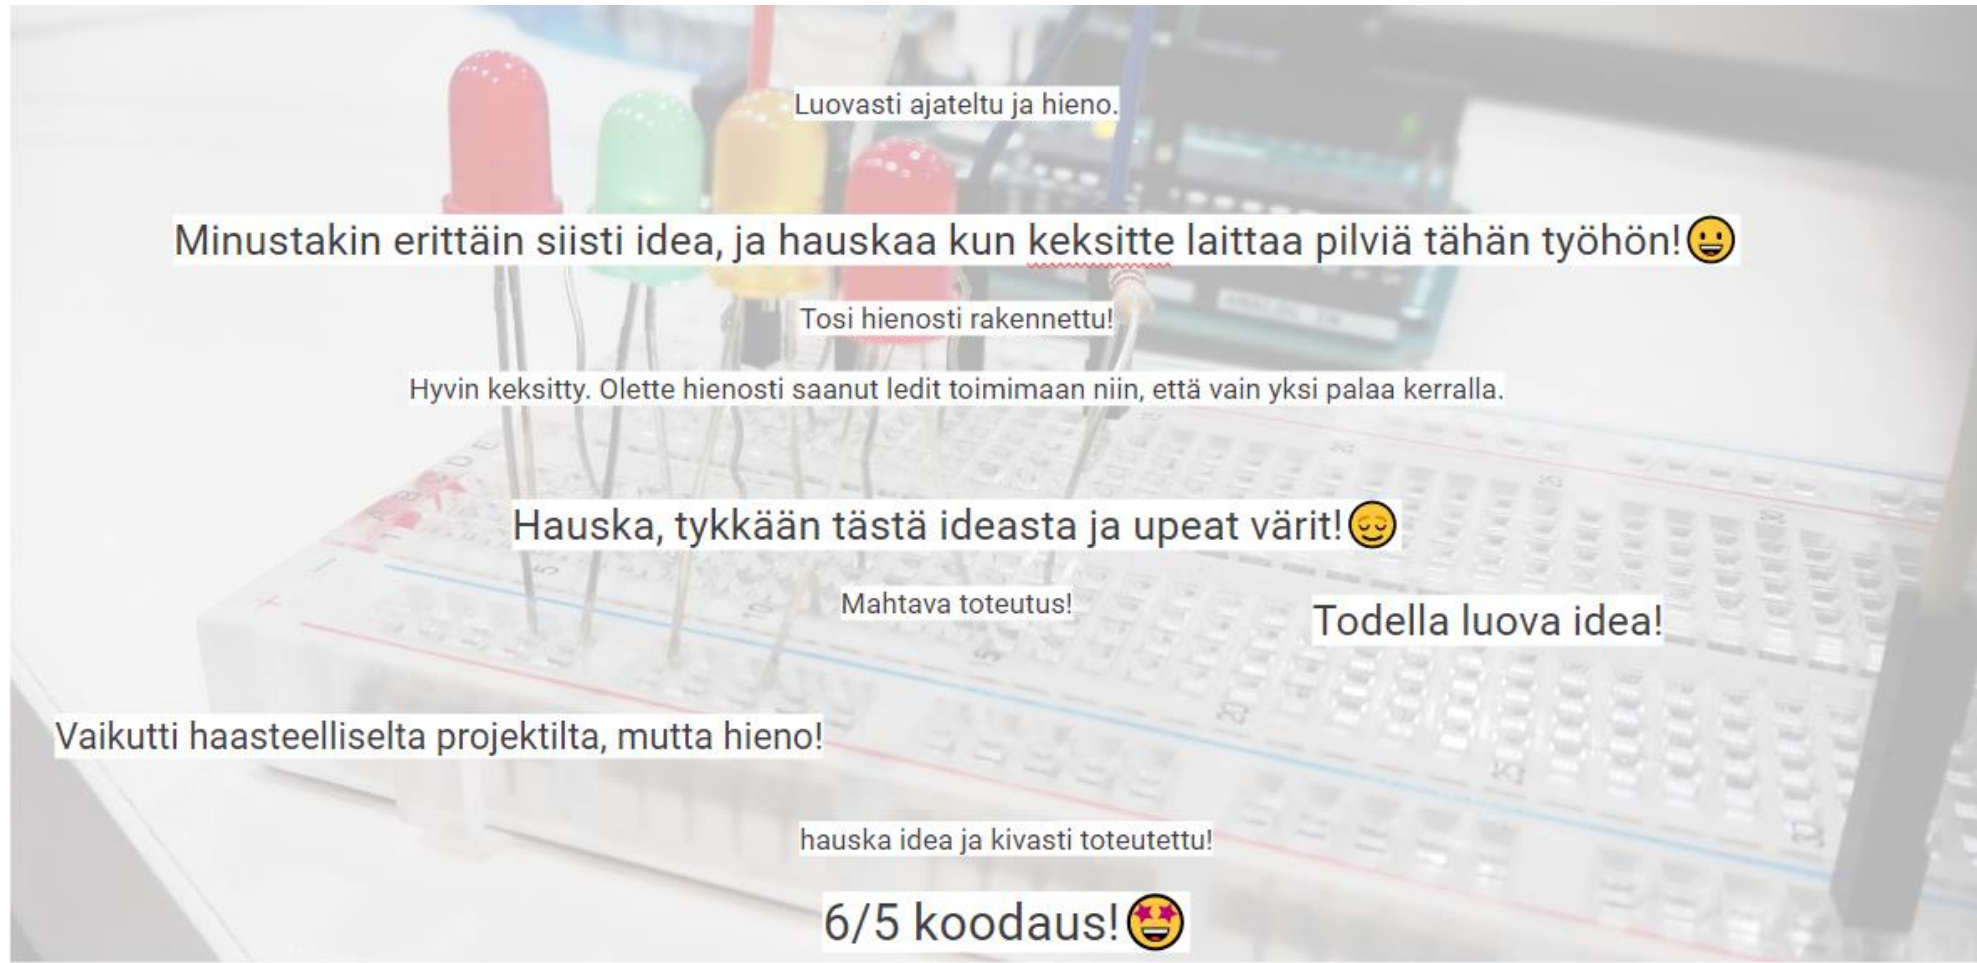 Luovasti ajateltu ja hieno.
Minustakin erittäin siisti idea, ja hauskaa kun keksitte laittaa pilviä tähän työhön!😀
Tosi hienosti rakennettu!
Hyvin keksitty. Olette hienosti saanut ledit toimimaan niin, että vain yksi palaa kerralla.
Hauska, tykkään tästä ideasta ja upeat värit!😌
Mahtava toteutus!
Todella luova idea!
Vaikutti haasteelliselta projektilta, mutta hieno!
hauska idea ja kivasti toteutettu!
6/5 koodaus!🤩